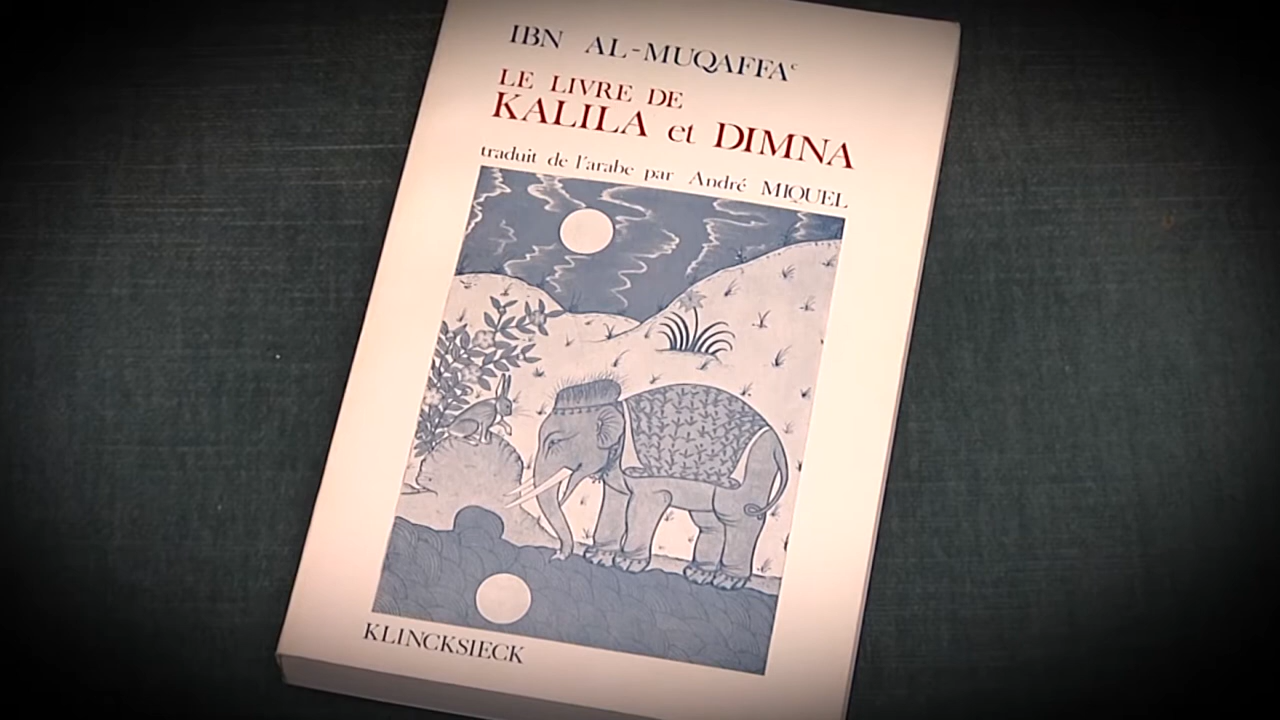 IBN AL-MUQAFFAᶜ
LE LIVRE DE
KALILA et DIMNA
traduit de l'arabe par André MIQUEL
KLINCKSIECK